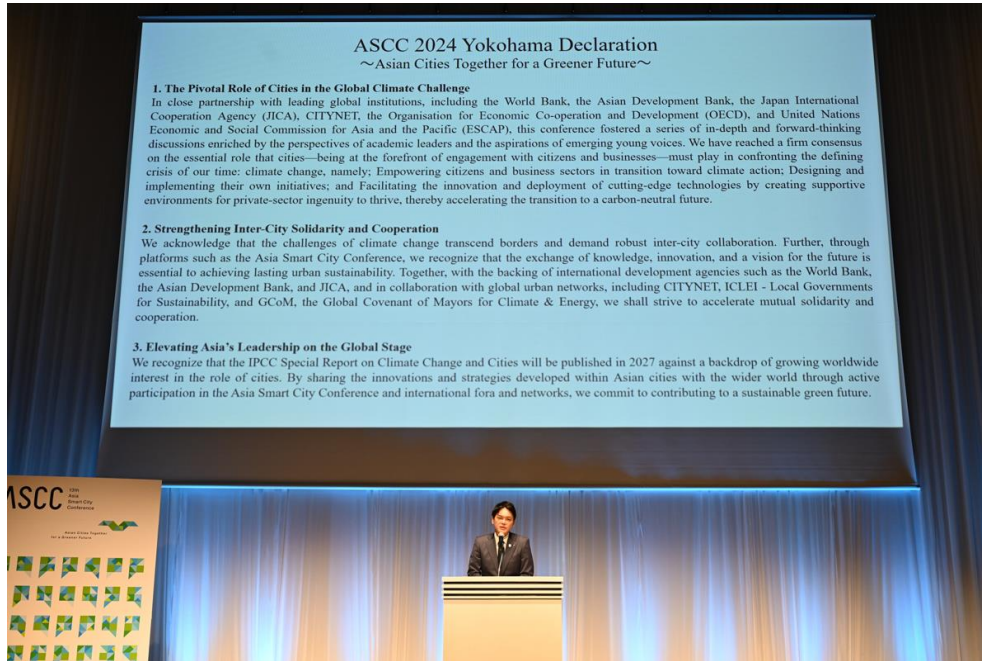 ASCC 2024 Yokohama Declaration
～Asian Cities Together for a Greener Future～
1. The Pivotal Role of Cities in the Global Climate Challenge
In close partnership with leading global institutions, including the World Bank, the Asian Development Bank, the Japan International
Cooperation Agency (JICA), CITYNET, the Organisation for Economic Co-operation and Development (OECD), and United Nations
Economic and Social Commission for Asia and the Pacific (ESCAP), this conference fostered a series of in-depth and forward-thinking
discussions enriched by the perspectives of academic leaders and the aspirations of emerging young voices. We have reached a firm consensus
on the essential role that cities—being at the forefront of engagement with citizens and businesses—must play in confronting the defining
crisis of our time: climate change, namely; Empowering citizens and business sectors in transition toward climate action; Designing and
implementing their own initiatives; and Facilitating the innovation and deployment of cutting-edge technologies by creating supportive
environments for private-sector ingenuity to thrive, thereby accelerating the transition to a carbon-neutral future.
2. Strengthening Inter-City Solidarity and Cooperation
We acknowledge that the challenges of climate change transcend borders and demand robust inter-city collaboration. Further, through
platforms such as the Asia Smart City Conference, we recognize that the exchange of knowledge, innovation, and a vision for the future is
essential to achieving lasting urban sustainability. Together, with the backing of international development agencies such as the World Bank,
the Asian Development Bank, and JICA, and in collaboration with global urban networks, including CITYNET, ICLEI - Local Governments
for Sustainability, and GCoM, the Global Covenant of Mayors for Climate & Energy, we shall strive to accelerate mutual solidarity and
cooperation.
3. Elevating Asia's Leadership on the Global Stage
We recognize that the IPCC Special Report on Climate Change and Cities will be published in 2027 against a backdrop of growing worldwide
interest in the role of cities. By sharing the innovations and strategies developed within Asian cities with the wider world through active
participation in the Asia Smart City Conference and international fora and networks, we commit to contributing to a sustainable green future.
ASCC
Asia
Smart City
Conference
Asian Cities Together
for a Greener Future